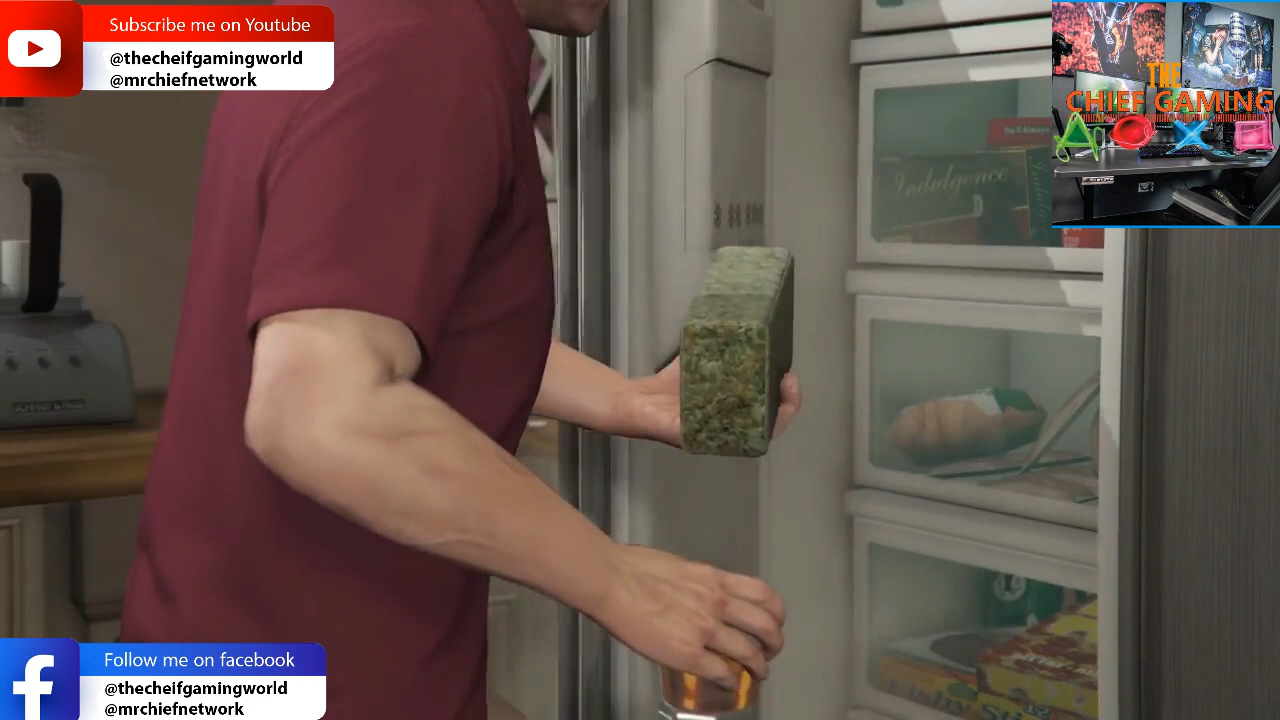 Subscribe me on Youtube
@thecheifgamingworld
@mrchiefnetwork
THE
CHIEF GAMING
Indulgence
Follow me on facebook
@thecheifgamingworld
@mrchiefnetwork